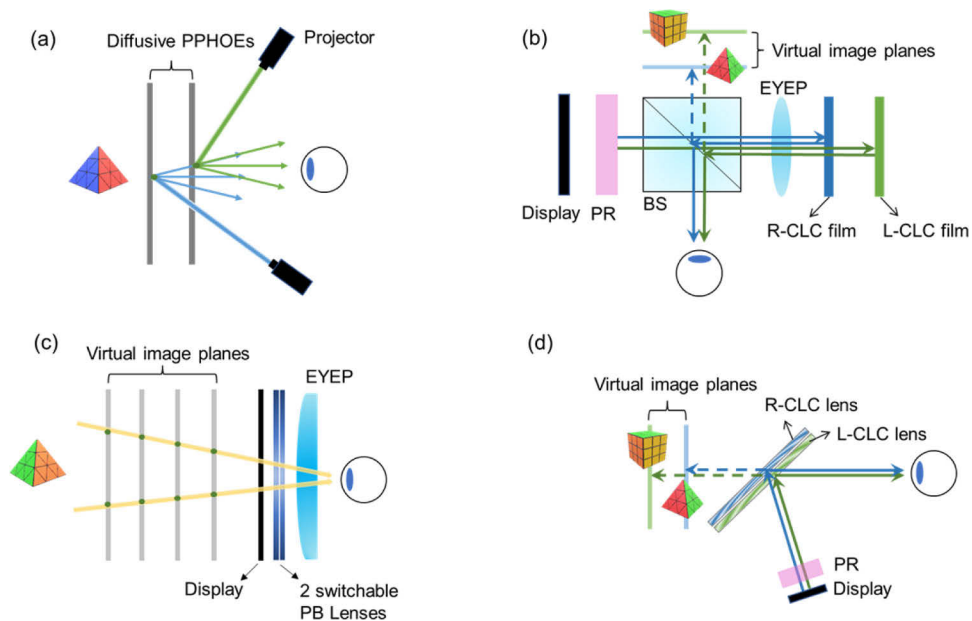 (a)
Diffusive PPHOEs
Projector
(b)
Virtual image planes
EYEP
Display
PR
BS
R-CLC film
L-CLC film
(c)
Virtual image planes
EYEP
Display
2 switchable
PB Lenses
(d)
Virtual image planes
R-CLC lens
L-CLC lens
PR
Display